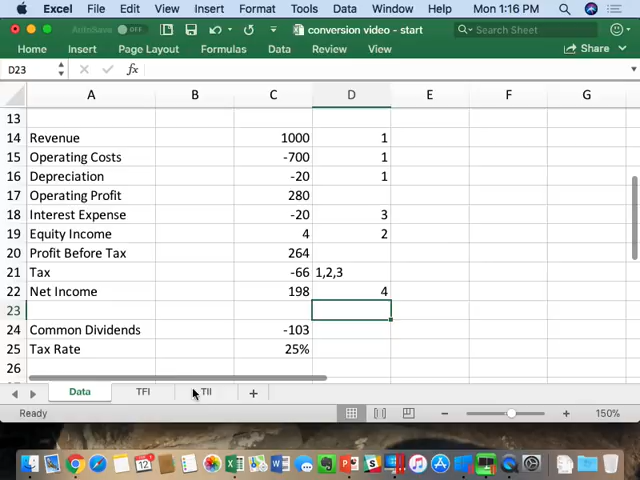 Excel File Edit View Insert Format Tools Data Window Help Mon 1:16 PM
AutoSave OFF conversion video - start Search Sheet
Home Insert Page Layout Formulas Data Review View Share
D23 fx
A B C D E F G
13
14 Revenue 1000 1
15 Operating Costs -700 1
16 Depreciation -20 1
17 Operating Profit 280
18 Interest Expense -20 3
19 Equity Income 4 2
20 Profit Before Tax 264
21 Tax -66 1,2,3
22 Net Income 198 4
23
24 Common Dividends -103
25 Tax Rate 25%
26
Data TFI TII
Ready 150%